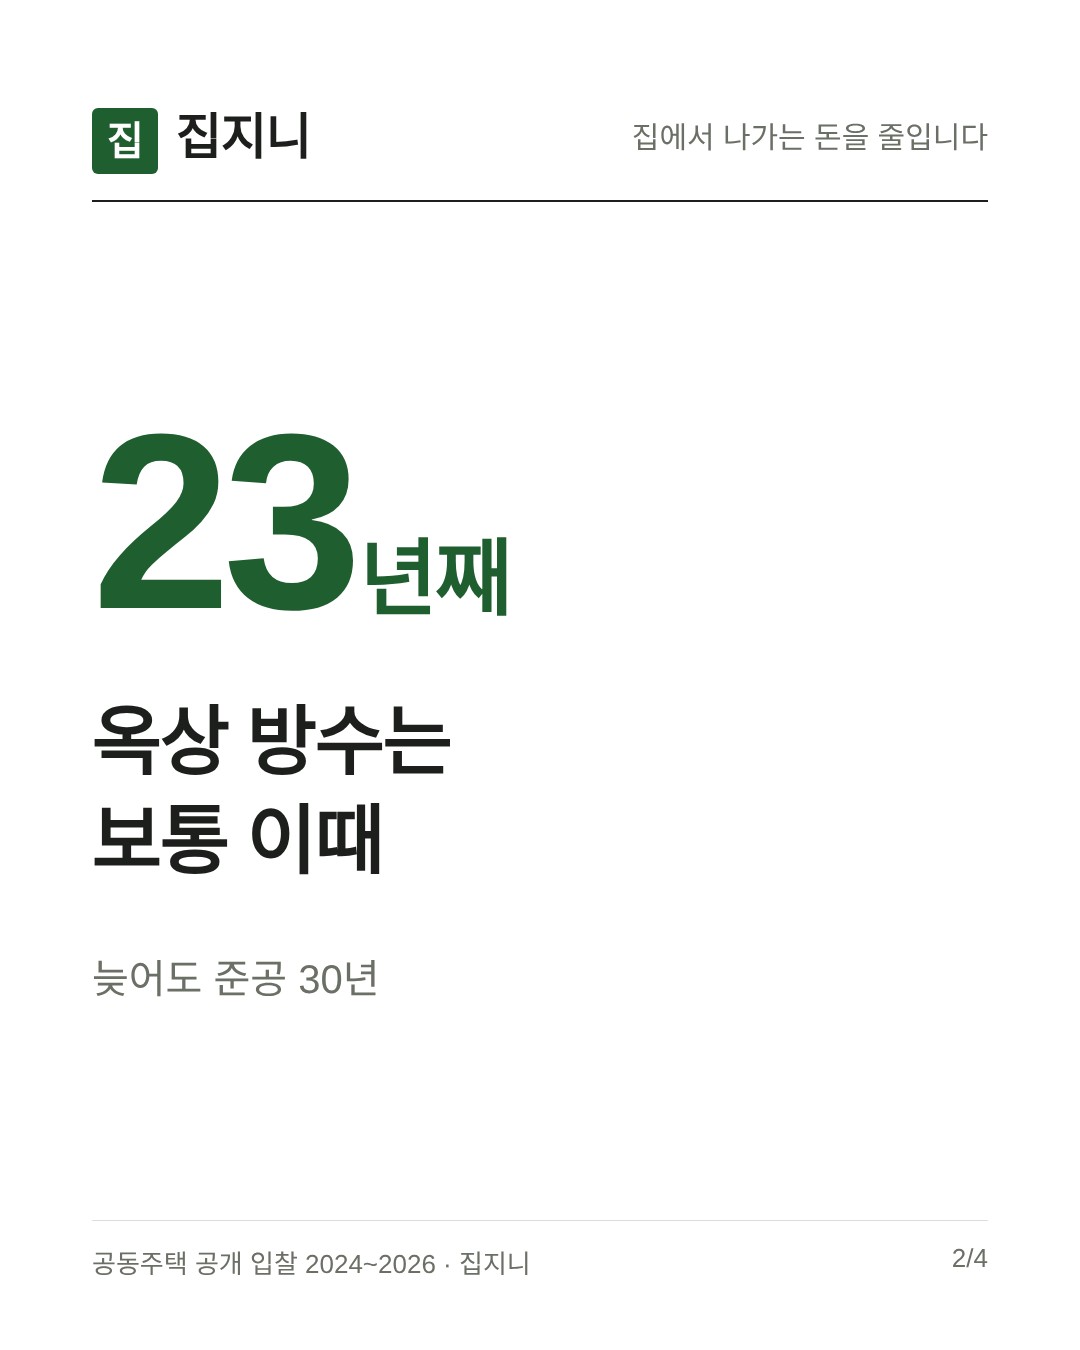 집 집지니
집에서 나가는 돈을 줄입니다
23년째
옥상 방수는
보통 이때
늦어도 준공 30년
공동주택 공개 입찰 2024~2026 · 집지니
2/4